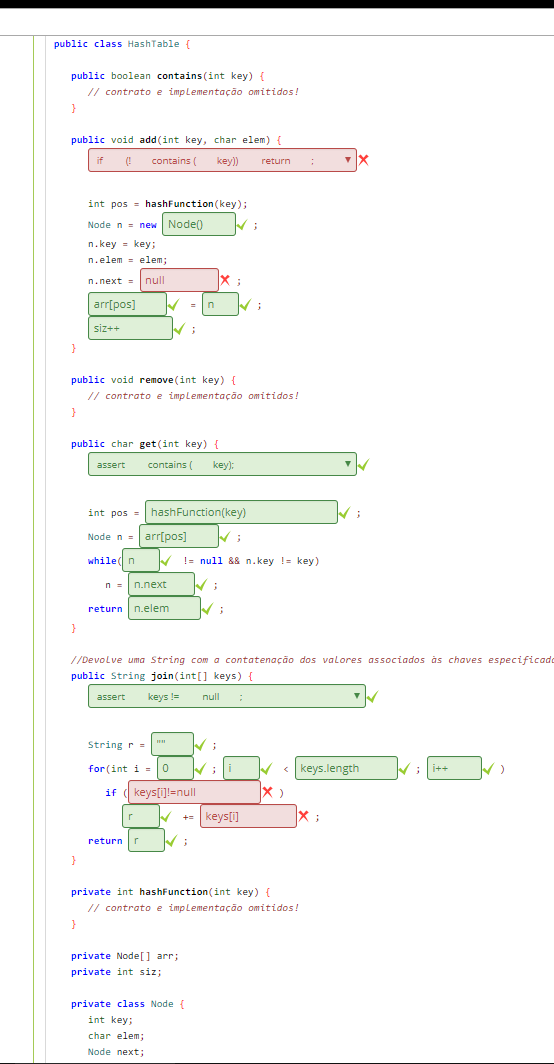 public class HashTable {
public boolean contains(int key) {
// contrato e implementação omitidos!
}
public void add(int key, char elem) {
if (! contains ( key)) return ;
int pos = hashFunction(key);
Node n = new Node() ;
n.key = key;
n.elem = elem;
n.next = null ;
arr[pos] = n ;
siz++ ;
}
public void remove(int key) {
// contrato e implementação omitidos!
}
public char get(int key) {
assert contains ( key);
int pos = hashFunction(key) ;
Node n = arr[pos] ;
while( n != null && n.key != key)
n = n.next ;
return n.elem ;
}
//Devolve uma String com a contatenação dos valores associados às chaves especificad
public String join(int[] keys) {
assert keys != null ;
String r = "" ;
for(int i = 0 ; i < keys.length ; i++ )
if ( keys[i]!=null )
r += keys[i] ;
return r ;
}
private int hashFunction(int key) {
// contrato e implementação omitidos!
}
private Node[] arr;
private int siz;
private class Node {
int key;
char elem;
Node next;